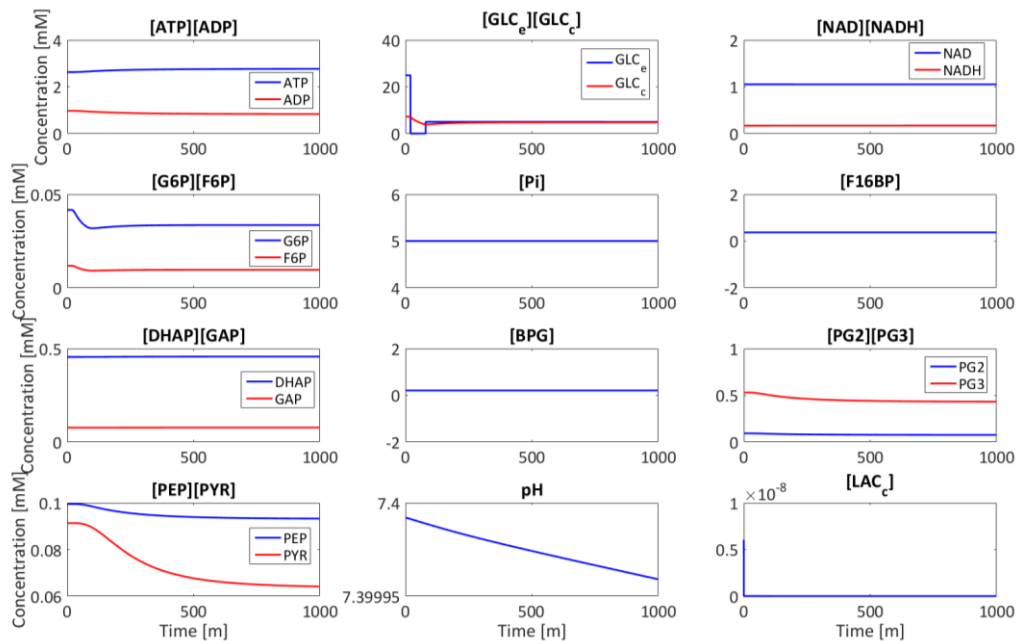 [ATP][ADP]
Concentration [mM]
4
2
0
ATP
ADP
0
500
1000
[GLCe][GLCc]
40
20
0
GLCe
GLCc
0
500
1000
[NAD][NADH]
2
1
0
NAD
NADH
0
500
1000
[G6P][F6P]
Concentration [mM]
0.05
0
G6P
F6P
0
500
1000
[Pi]
6
5
4
0
500
1000
[F16BP]
2
0
-2
0
500
1000
[DHAP][GAP]
Concentration [mM]
0.5
0
DHAP
GAP
0
500
1000
[BPG]
2
0
-2
0
500
1000
[PG2][PG3]
1
0.5
0
PG2
PG3
0
500
1000
[PEP][PYR]
Concentration [mM]
0.1
0.08
0.06
PEP
PYR
0
500
1000
Time [m]
pH
7.4
7.39995
0
500
1000
Time [m]
[LACc]
×10-8
1
0.5
0
0
500
1000
Time [m]